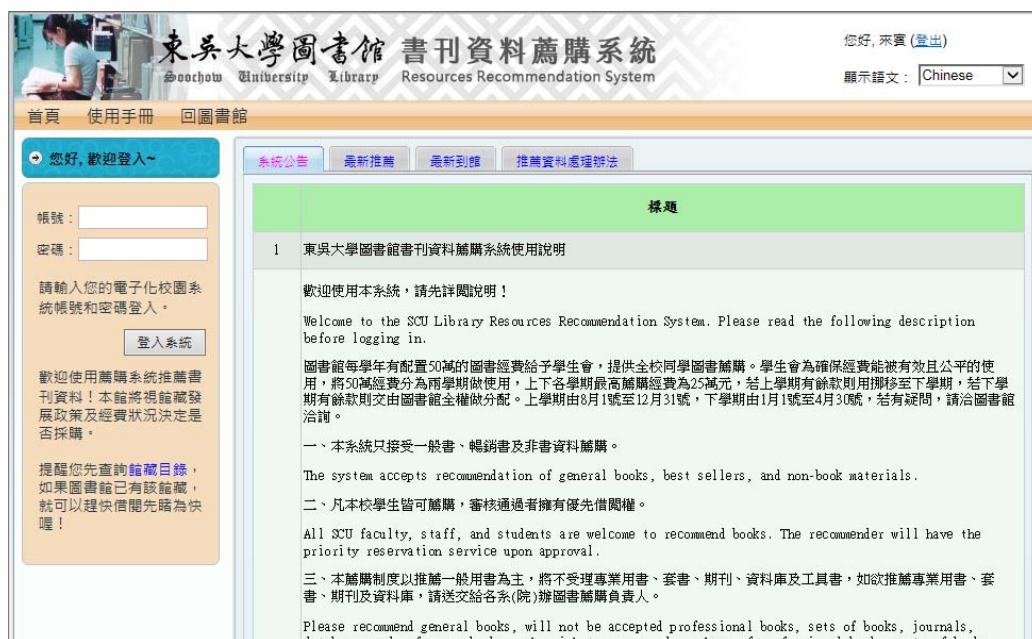 東吳大學圖書館 書刊資料薦購系統
Soochow University Library Resources Recommendation System
您好, 來賓 (登出)
顯示語文： Chinese
首頁 使用手冊 回圖書館
您好, 歡迎登入~
帳號：
密碼：
請輸入您的電子化校園系
統帳號和密碼登入。
登入系統
歡迎使用薦購系統推薦書
刊資料！本館將視館藏發
展政策及經費狀況決定是
否採購。
提醒您先查詢館藏目錄，
如果圖書館已有該館藏，
就可以趕快借閱先睹為快
喔！
系統公告 最新推薦 最新到館 推薦資料處理辦法
標題
1 東吳大學圖書館書刊資料薦購系統使用說明
歡迎使用本系統，請先詳閱說明！
Welcome to the SCU Library Resources Recommendation System. Please read the following description
before logging in.
圖書館每學年有配置50萬的圖書經費給予學生會，提供全校同學圖書薦購。學生會為確保經費能被有效且公平的使
用，將50萬經費分為兩學期做使用，上下各學期最高薦購經費為25萬元，若上學期有餘款則用挪移至下學期，若下學
期有餘款則交由圖書館全權做分配。上學期由8月1號至12月31號，下學期由1月1號至4月30號，若有疑問，請洽圖書館
洽詢。
一、本系統只接受一般書、暢銷書及非書資料薦購。
The system accepts recommendation of general books, best sellers, and non-book materials.
二、凡本校學生皆可薦購，審核通過者擁有優先借閱權。
All SCU faculty, staff, and students are welcome to recommend books. The recommender will have the
priority reservation service upon approval.
三、本薦購制度以推薦一般用書為主，將不受理專業用書、套書、期刊、資料庫及工具書，如欲推薦專業用書、套
書、期刊及資料庫，請送交給各系(院)辦圖書薦購負責人。
Please recommend general books, will not be accepted professional books, sets of books, journals,